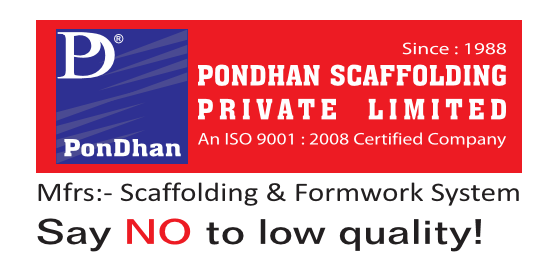 PD®
PonDhan
Since : 1988
PONDHAN SCAFFOLDING
PRIVATE LIMITED
An ISO 9001 : 2008 Certified Company
Mfrs:- Scaffolding & Formwork System
Say NO to low quality!